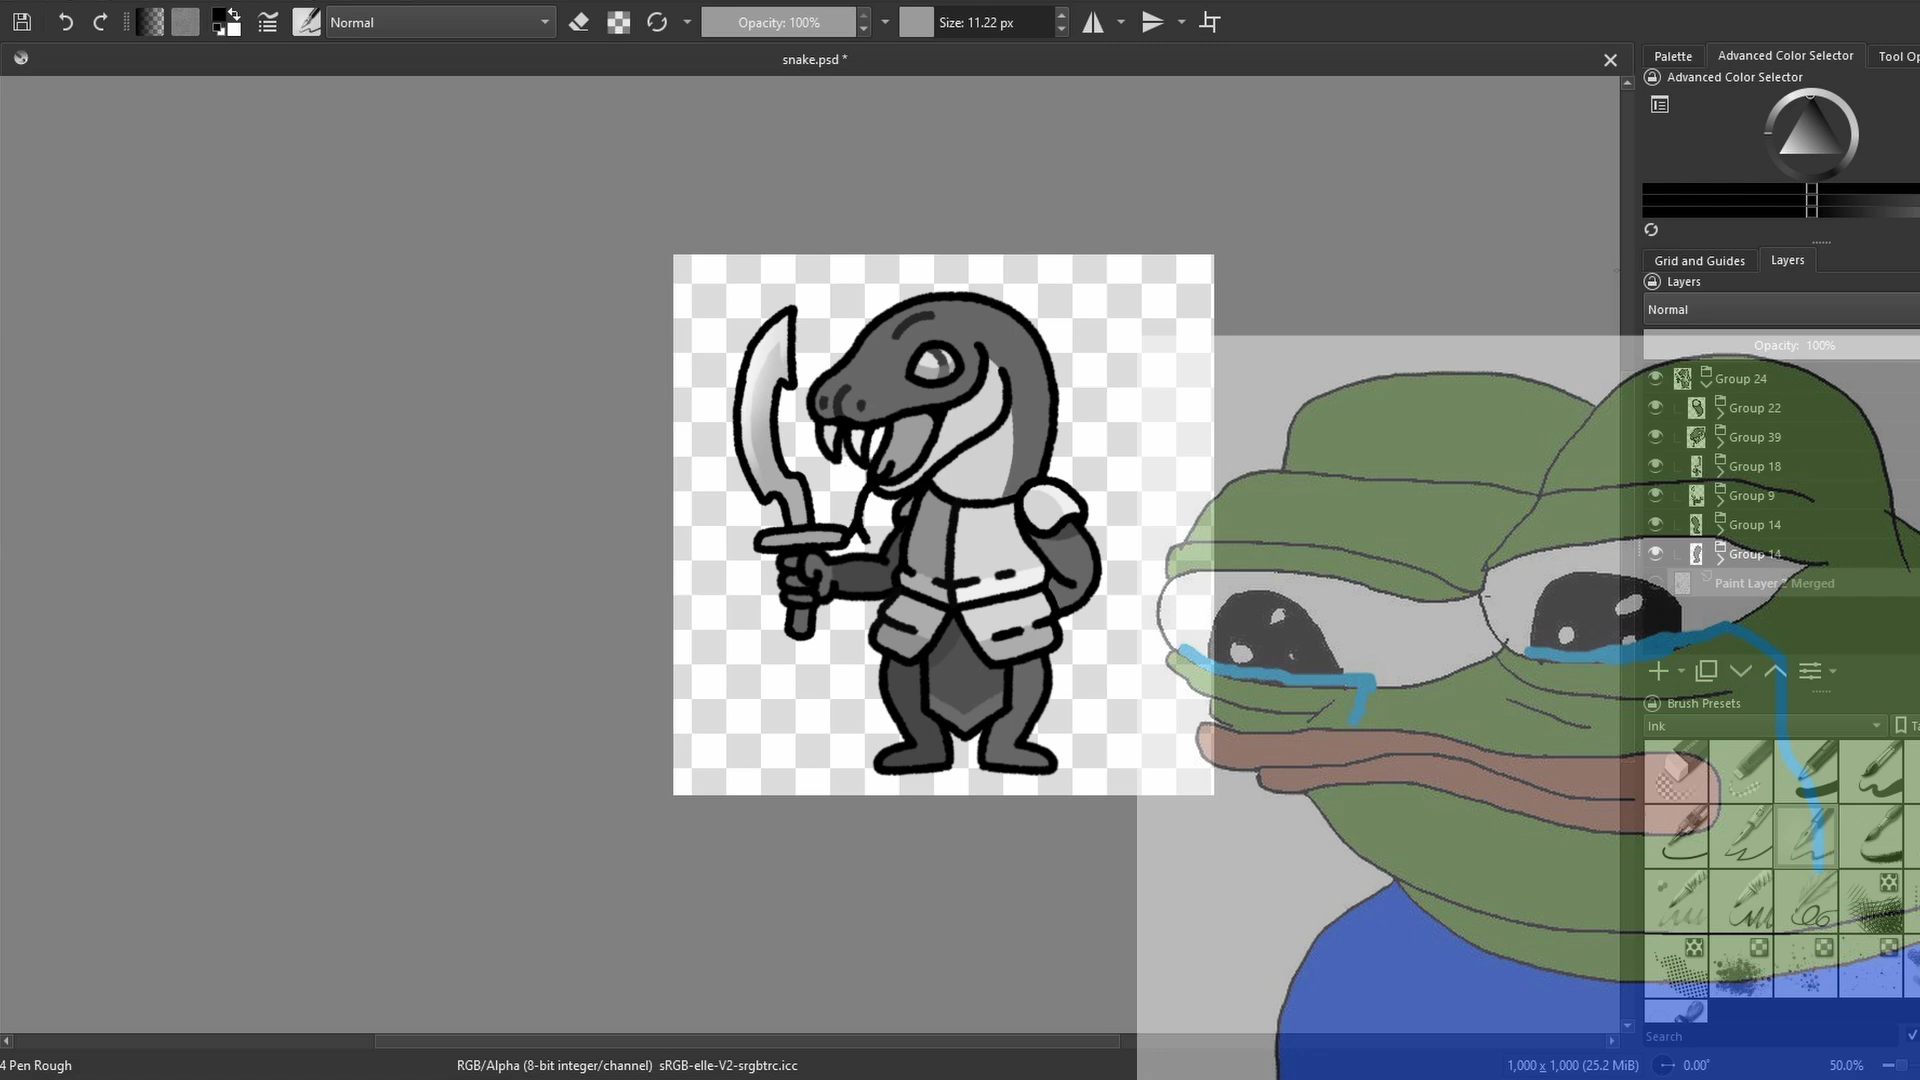 Normal
Opacity: 100%
Size: 11.22 px
snake.psd *
Palette
Advanced Color Selector
Tool Op
Advanced Color Selector
Grid and Guides
Layers
Layers
Normal
Opacity: 100%
Group 24
Group 22
Group 39
Group 18
Group 9
Group 14
Group 14
Paint Layer 2 Merged
Brush Presets
Ink
Ta
Search
4 Pen Rough
RGB/Alpha (8-bit integer/channel) sRGB-elle-V2-srgbtrc.icc
1,000 x 1,000 (25.2 MiB)
0.00°
50.0%